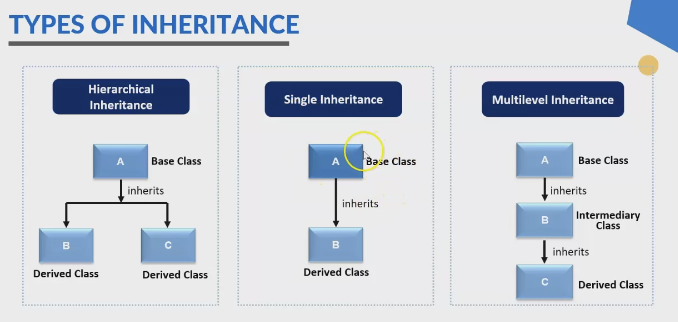 TYPES OF INHERITANCE
Hierarchical
Inheritance
A
Base Class
inherits
B
C
Derived Class
Derived Class
Single Inheritance
A
Base Class
inherits
B
Derived Class
Multilevel Inheritance
A
Base Class
inherits
B
Intermediary
Class
inherits
C
Derived Class